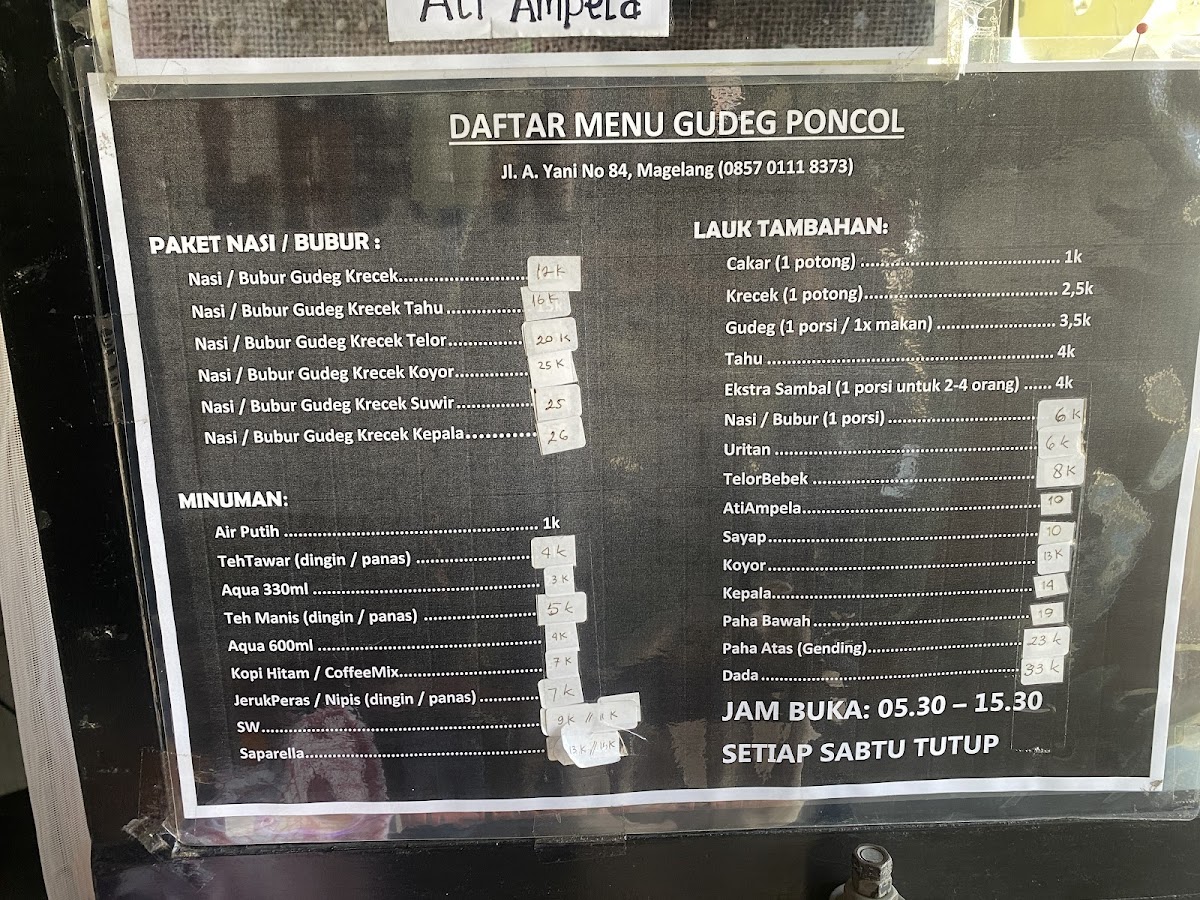 Ati Ampela
DAFTAR MENU GUDEG PONCOL
Jl. A. Yani No 84, Magelang (0857 0111 8373)
PAKET NASI / BUBUR :
Nasi / Bubur Gudeg Krecek.......................... 12K
Nasi / Bubur Gudeg Krecek Tahu ................ 16K
Nasi / Bubur Gudeg Krecek Telor................ 20K
Nasi / Bubur Gudeg Krecek Koyor............... 25K
Nasi / Bubur Gudeg Krecek Suwir............... 25
Nasi / Bubur Gudeg Krecek Kepala............. 26
MINUMAN:
Air Putih .................................................... 1k
TehTawar (dingin / panas) ........................ 4k
Aqua 330ml ............................................... 3K
Teh Manis (dingin / panas) ....................... 5k
Aqua 600ml ............................................... 4K
Kopi Hitam / CoffeeMix.............................. 7K
JerukPeras / Nipis (dingin / panas)............ 7K
SW.............................................................. 9K // 11K
Saparella.................................................... 13K //
LAUK TAMBAHAN:
Cakar (1 potong) ........................................ 1k
Krecek (1 potong)....................................... 2,5k
Gudeg (1 porsi / 1x makan) ........................ 3,5k
Tahu .......................................................... 4k
Ekstra Sambal (1 porsi untuk 2-4 orang) ...... 4k
Nasi / Bubur (1 porsi) ................................ 6K
Uritan ........................................................ 6k
TelorBebek ................................................ 8K
AtiAmpela.................................................. 10
Sayap......................................................... 10
Koyor......................................................... 13K
Kepala........................................................ 14
Paha Bawah ............................................... 19
Paha Atas (Gending)................................... 23k
Dada .......................................................... 33k
JAM BUKA: 05.30 – 15.30
SETIAP SABTU TUTUP